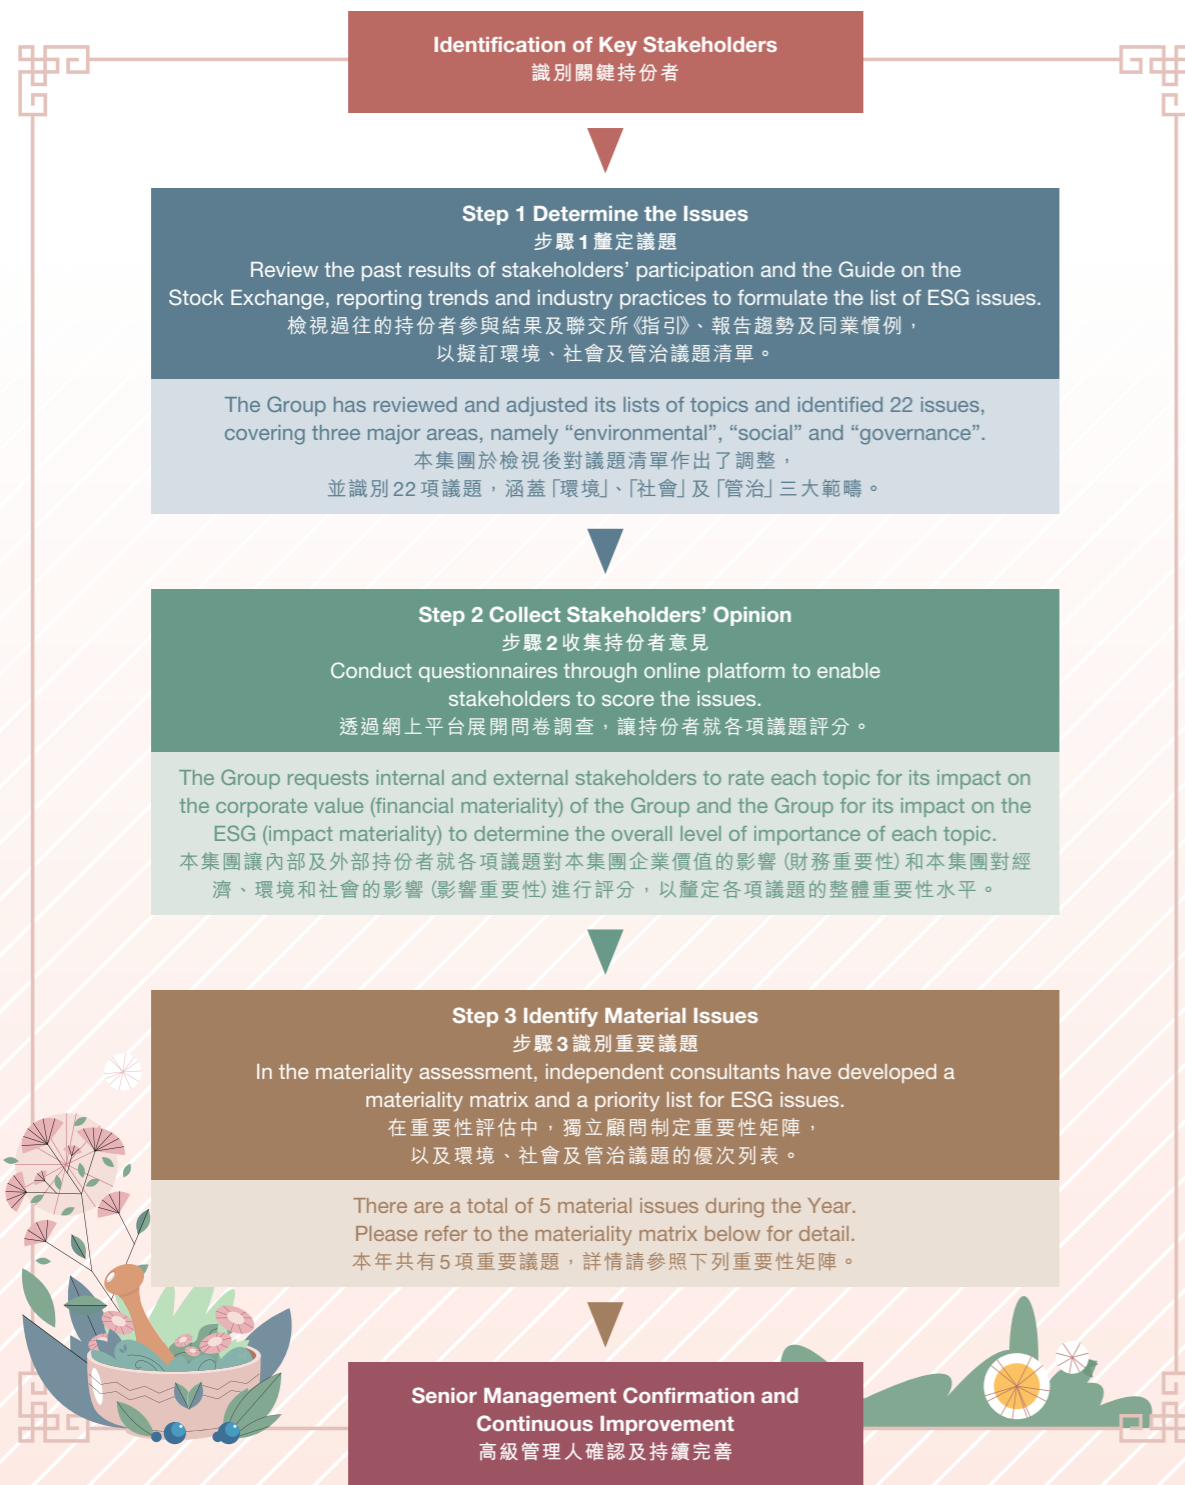 Identification of Key Stakeholders
識別關鍵持份者
Step 1 Determine the Issues
步驟1釐定議題
Review the past results of stakeholders’ participation and the Guide on the
Stock Exchange, reporting trends and industry practices to formulate the list of ESG issues.
檢視過往的持份者參與結果及聯交所《指引》、報告趨勢及同業慣例，
以擬訂環境、社會及管治議題清單。
The Group has reviewed and adjusted its lists of topics and identified 22 issues,
covering three major areas, namely “environmental”, “social” and “governance”.
本集團於檢視後對議題清單作出了調整，
並識別22項議題，涵蓋「環境」、「社會」及「管治」三大範疇。
Step 2 Collect Stakeholders’ Opinion
步驟2收集持份者意見
Conduct questionnaires through online platform to enable
stakeholders to score the issues.
透過網上平台展開問卷調查，讓持份者就各項議題評分。
The Group requests internal and external stakeholders to rate each topic for its impact on
the corporate value (financial materiality) of the Group and the Group for its impact on the
ESG (impact materiality) to determine the overall level of importance of each topic.
本集團讓內部及外部持份者就各項議題對本集團企業價值的影響（財務重要性）和本集團對經
濟、環境和社會的影響（影響重要性）進行評分，以釐定各項議題的整體重要性水平。
Step 3 Identify Material Issues
步驟3識別重要議題
In the materiality assessment, independent consultants have developed a
materiality matrix and a priority list for ESG issues.
在重要性評估中，獨立顧問制定重要性矩陣，
以及環境、社會及管治議題的優次列表。
There are a total of 5 material issues during the Year.
Please refer to the materiality matrix below for detail.
本年共有5項重要議題，詳情請參照下列重要性矩陣。
Senior Management Confirmation and
Continuous Improvement
高級管理人確認及持續完善